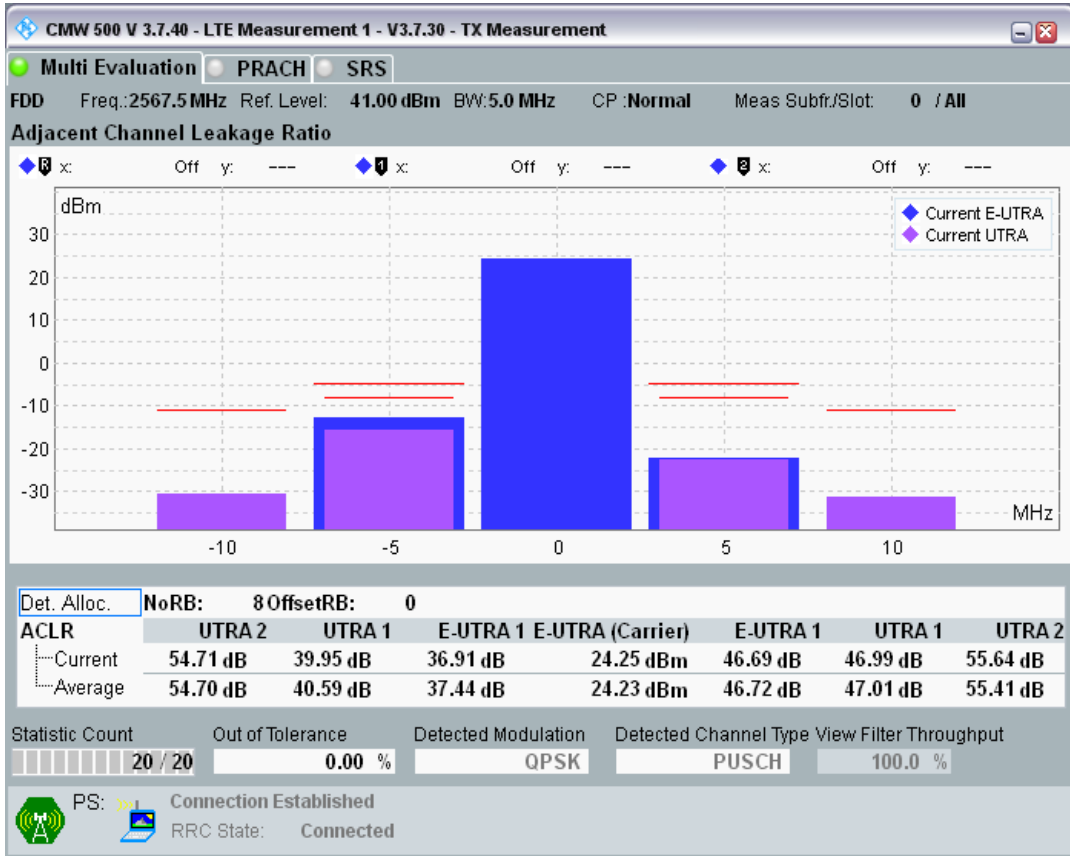 CMW 500 V 3.7.40 - LTE Measurement 1 - V3.7.30 - TX Measurement
Multi Evaluation PRACH SRS
FDD Freq.:2567.5 MHz Ref. Level: 41.00 dBm BW:5.0 MHz CP :Normal Meas Subfr./Slot: 0 / All
Adjacent Channel Leakage Ratio
R x: Off y: --- 1 x: Off y: --- 2 x: Off y: ---
dBm
Current E-UTRA
Current UTRA
30
20
10
0
-10
-20
-30
MHz
-10 -5 0 5 10
Det. Alloc. NoRB: 8 OffsetRB: 0
ACLR UTRA 2 UTRA 1 E-UTRA 1 E-UTRA (Carrier) E-UTRA 1 UTRA 1 UTRA 2
Current 54.71 dB 39.95 dB 36.91 dB 24.25 dBm 46.69 dB 46.99 dB 55.64 dB
Average 54.70 dB 40.59 dB 37.44 dB 24.23 dBm 46.72 dB 47.01 dB 55.41 dB
Statistic Count Out of Tolerance Detected Modulation Detected Channel Type View Filter Throughput
20 / 20 0.00 % QPSK PUSCH 100.0 %
PS: Connection Established
RRC State: Connected